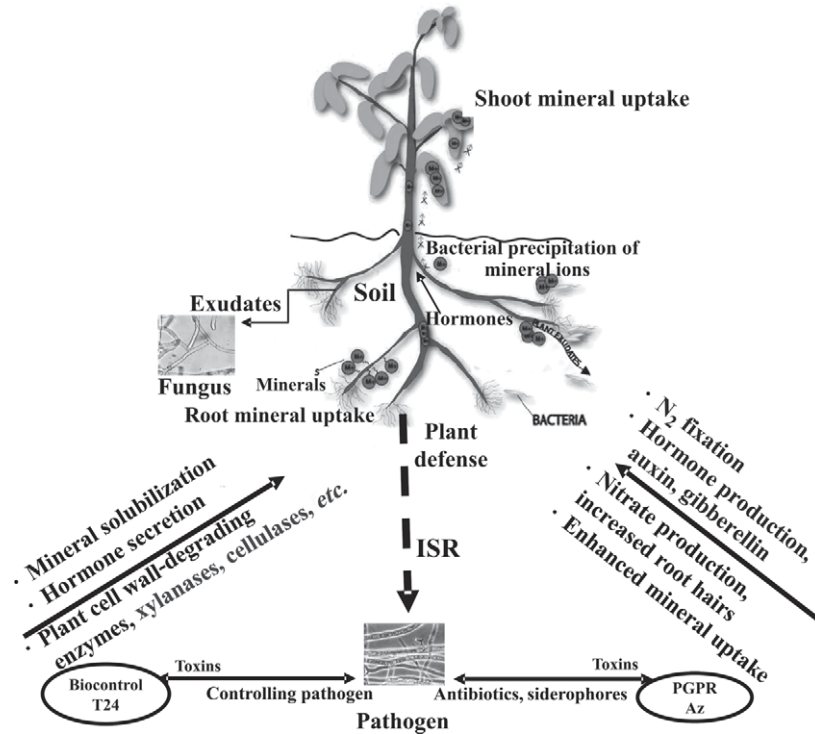 Shoot mineral uptake
Bacterial precipitation of
mineral ions
Exudates
Soil
Hormones
PLANT EXUDATES
Fungus
S
Minerals
Root mineral uptake
BACTERIA
Plant
defense
ISR
· Mineral solubilization
· Hormone secretion
· Plant cell wall-degrading
enzymes, xylanases, cellulases, etc.
· N2 fixation
· Hormone production,
auxin, gibberellin
· Nitrate production,
increased root hairs
· Enhanced mineral uptake
Biocontrol
T24
Toxins
Controlling pathogen
Toxins
Antibiotics, siderophores
PGPR
Az
Pathogen